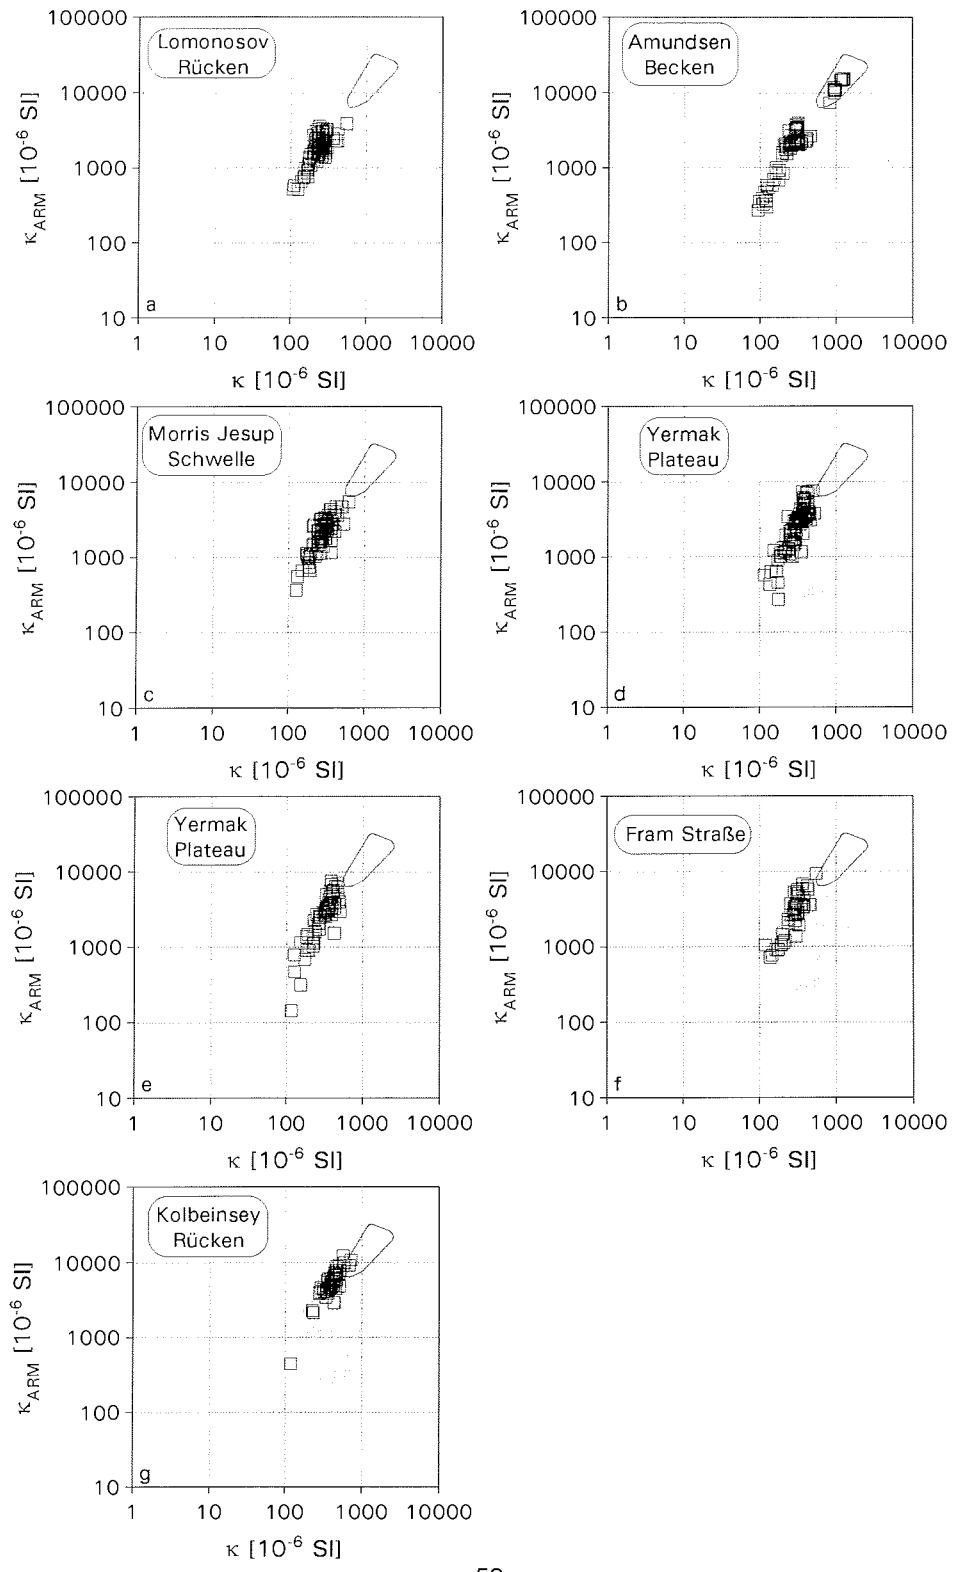 100000
10000
1000
100
10
κARM [10-6 SI]
Lomonosov
Rücken
a
1 10 100 1000 10000
κ [10-6 SI]
100000
10000
1000
100
10
κARM [10-6 SI]
Amundsen
Becken
b
1 10 100 1000 10000
κ [10-6 SI]
100000
10000
1000
100
10
κARM [10-6 SI]
Morris Jesup
Schwelle
c
1 10 100 1000 10000
κ [10-6 SI]
100000
10000
1000
100
10
κARM [10-6 SI]
Yermak
Plateau
d
1 10 100 1000 10000
κ [10-6 SI]
100000
10000
1000
100
10
κARM [10-6 SI]
Yermak
Plateau
e
1 10 100 1000 10000
κ [10-6 SI]
100000
10000
1000
100
10
κARM [10-6 SI]
Fram Straße
f
1 10 100 1000 10000
κ [10-6 SI]
100000
10000
1000
100
10
κARM [10-6 SI]
Kolbeinsey
Rücken
g
1 10 100 1000 10000
κ [10-6 SI]